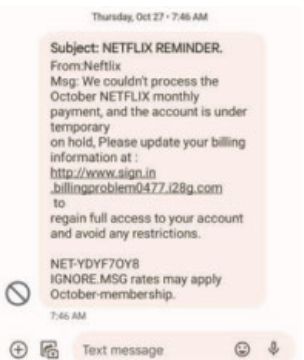 Thursday, Oct 27 • 7:46 AM
Subject: NETFLIX REMINDER.
From:Neftlix
Msg: We couldn't process the
October NETFLIX monthly
payment, and the account is under
temporary
on hold, Please update your billing
information at :
http://www.sign.in
.billingproblem0477.i28g.com
to
regain full access to your account
and avoid any restrictions.
NET-YDYF7OY8
IGNORE.MSG rates may apply
October-membership.
7:46 AM
Text message